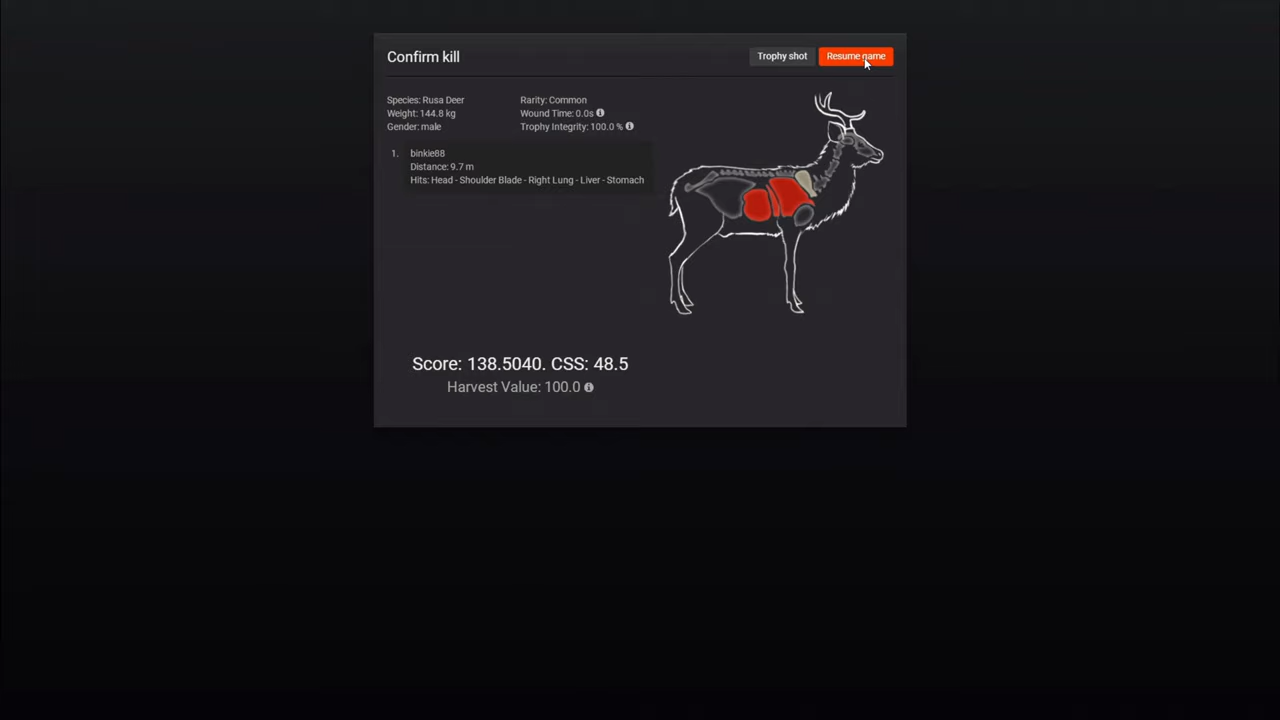 Confirm kill
Trophy shot
Resume game
Species: Rusa Deer
Weight: 144.8 kg
Gender: male
Rarity: Common
Wound Time: 0.0s
Trophy Integrity: 100.0 %
1. binkie88
Distance: 9.7 m
Hits: Head - Shoulder Blade - Right Lung - Liver - Stomach
Score: 138.5040. CSS: 48.5
Harvest Value: 100.0